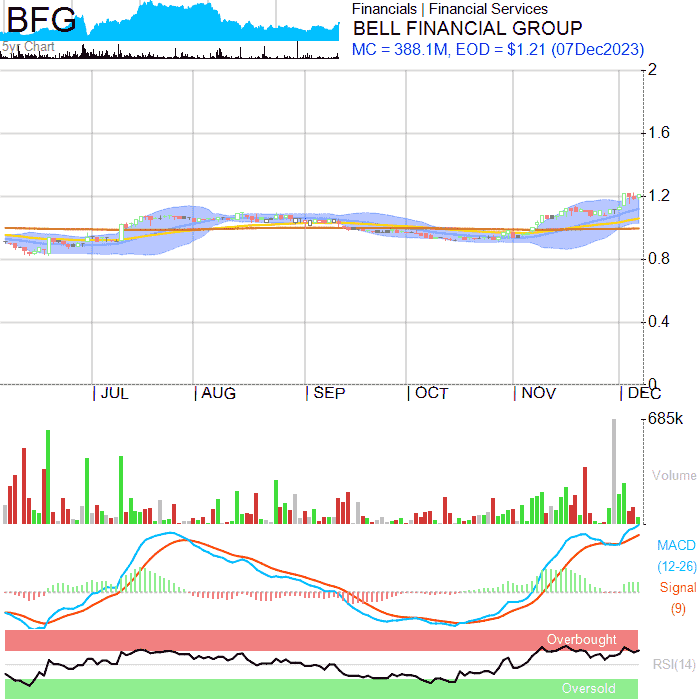 BFG
5yr Chart
Financials | Financial Services
BELL FINANCIAL GROUP
MC = 388.1M, EOD = $1.21 (07Dec2023)
2
1.6
1.2
0.8
0.4
0
JUL AUG SEP OCT NOV DEC
685k
Volume
MACD
(12-26)
Signal
(9)
Overbought
RSI(14)
Oversold